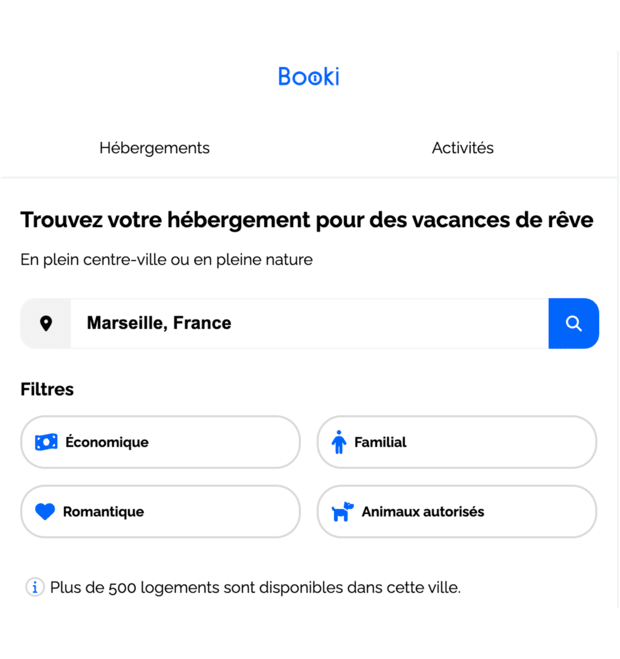 Booki
Hébergements
Activités
Trouvez votre hébergement pour des vacances de rêve
En plein centre-ville ou en pleine nature
Marseille, France
Filtres
Économique
Familial
Romantique
Animaux autorisés
i Plus de 500 logements sont disponibles dans cette ville.